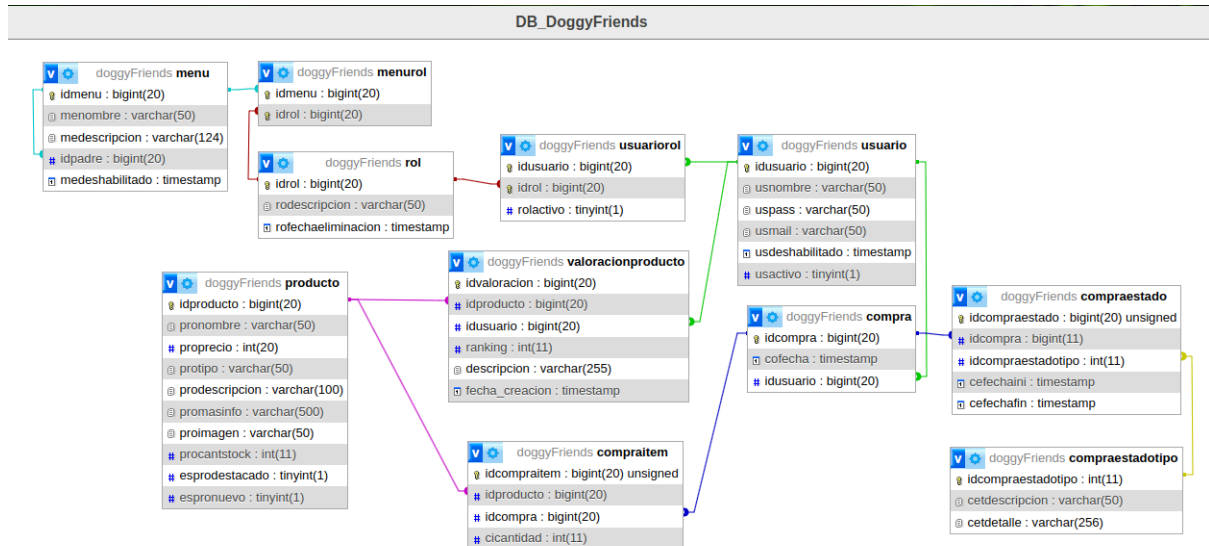 DB_DoggyFriends
doggyFriends menu
idmenu : bigint(20)
menombre : varchar(50)
medescripcion : varchar(124)
idpadre : bigint(20)
medeshabilitado : timestamp
doggyFriends menurol
idmenu : bigint(20)
idrol : bigint(20)
doggyFriends rol
idrol : bigint(20)
rodescripcion : varchar(50)
rofechaeliminacion : timestamp
doggyFriends usuariorol
idusuario : bigint(20)
idrol : bigint(20)
rolactivo : tinyint(1)
doggyFriends usuario
idusuario : bigint(20)
usnombre : varchar(50)
uspass : varchar(50)
usmail : varchar(50)
usdeshabilitado : timestamp
usactivo : tinyint(1)
doggyFriends producto
idproducto : bigint(20)
pronombre : varchar(50)
proprecio : int(20)
protipo : varchar(50)
prodescripcion : varchar(100)
promasinfo : varchar(500)
proimagen : varchar(50)
procantstock : int(11)
esprodestacado : tinyint(1)
espronuevo : tinyint(1)
doggyFriends valoracionproducto
idvaloracion : bigint(20)
idproducto : bigint(20)
idusuario : bigint(20)
ranking : int(11)
descripcion : varchar(255)
fecha_creacion : timestamp
doggyFriends compra
idcompra : bigint(20)
cofecha : timestamp
idusuario : bigint(20)
doggyFriends compraestado
idcompraestado : bigint(20) unsigned
idcompra : bigint(11)
idcompraestadotipo : int(11)
cefechaini : timestamp
cefechafin : timestamp
doggyFriends compraitem
idcompraitem : bigint(20) unsigned
idproducto : bigint(20)
idcompra : bigint(20)
cicantidad : int(11)
doggyFriends compraestadotipo
idcompraestadotipo : int(11)
cetdescripcion : varchar(50)
cetdetalle : varchar(256)